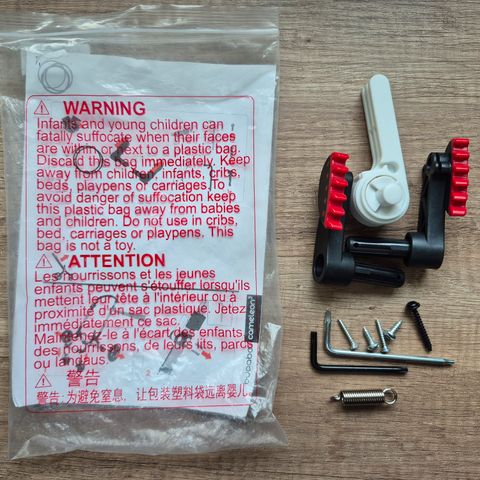 ⚠ WARNING
Infants and young children can
fatally suffocate when their faces
are within or next to a plastic bag.
Discard this bag immediately. Keep
away from children infants, cribs,
beds, playpens or carriages.To
avoid danger of suffocation keep
this plastic bag away from babies
and children. Do not use in cribs,
bed, carriages or playpens. This
bag is not a toy.
⚠ ATTENTION
Les nourrissons et les jeunes
enfants peuvent s'étouffer lorsqu'ils
mettent leur tête à l'intérieur ou à
proximité d'un sac plastique. Jetez
immédiatement ce sac.
Maintenez-le à l'écart des enfants
des nourrissons, de leurs lits, parcs
ou landaus.
⚠ 警告
警告:为避免窒息，让包装塑料袋远离婴儿
bugaboo cameleon³
2